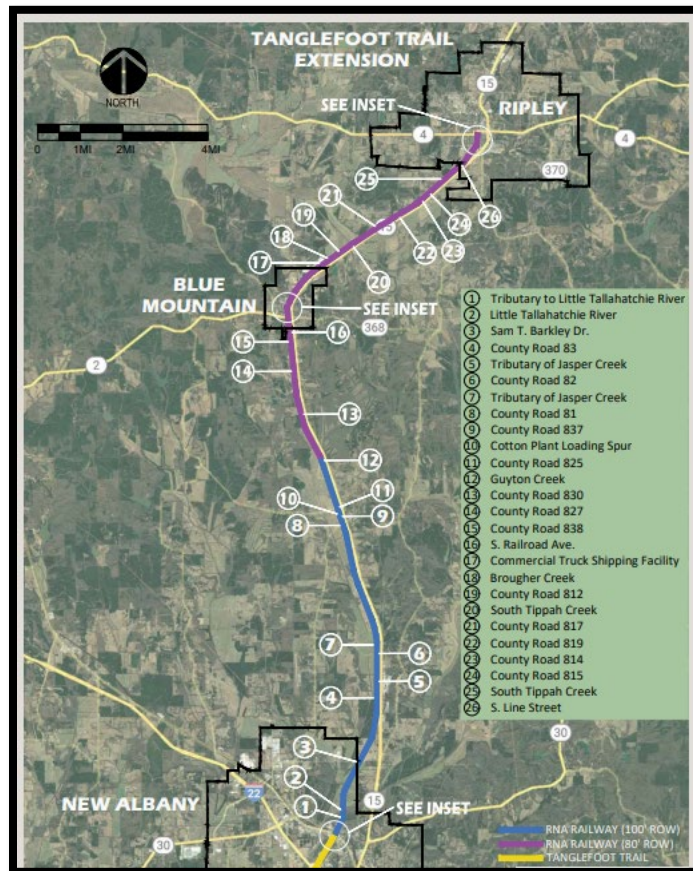 TANGLEFOOT TRAIL
EXTENSION
NORTH
0 1MI 2MI 4MI
SEE INSET
15
RIPLEY
4
4
370
25
26
24
23
22
21
15
20
19
18
17
BLUE
MOUNTAIN
SEE INSET
16
368
15
14
2
13
12
11
10
9
8
7
6
5
4
3
2
1
NEW ALBANY
22
15
SEE INSET
30
30
1 Tributary to Little Tallahatchie River
2 Little Tallahatchie River
3 Sam T. Barkley Dr.
4 County Road 83
5 Tributary of Jasper Creek
6 County Road 82
7 Tributary of Jasper Creek
8 County Road 81
9 County Road 837
10 Cotton Plant Loading Spur
11 County Road 825
12 Guyton Creek
13 County Road 830
14 County Road 827
15 County Road 838
16 S. Railroad Ave.
17 Commercial Truck Shipping Facility
18 Brougher Creek
19 County Road 812
20 South Tippah Creek
21 County Road 817
22 County Road 819
23 County Road 814
24 County Road 815
25 South Tippah Creek
26 S. Line Street
RNA RAILWAY (100' ROW)
RNA RAILWAY (80' ROW)
TANGLEFOOT TRAIL